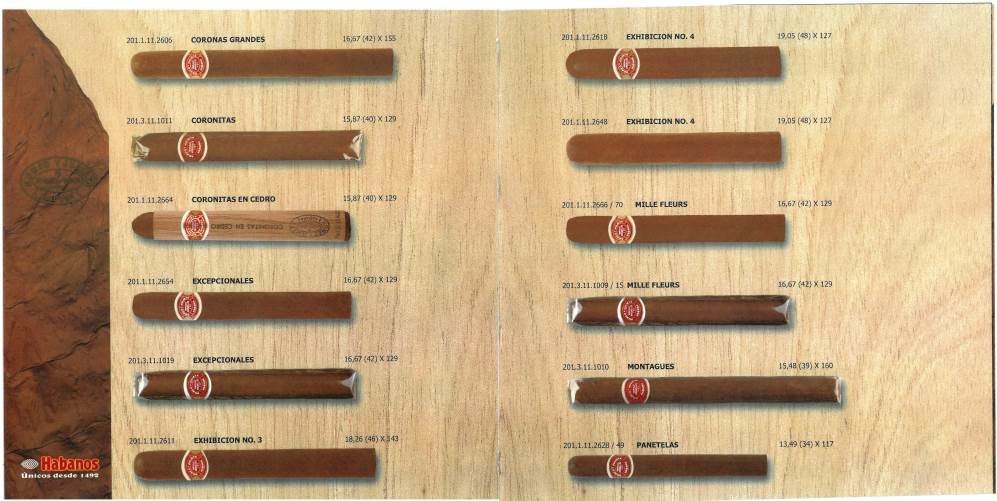 201.1.11.2606 CORONAS GRANDES 16,67 (42) X 155
201.3.11.1011 CORONITAS 15,87 (40) X 129
201.1.11.2664 CORONITAS EN CEDRO 15,87 (40) X 129
CORONITAS EN CEDRO
201.1.11.2654 EXCEPCIONALES 16,67 (42) X 129
201.3.11.1019 EXCEPCIONALES 16,67 (42) X 129
201.1.11.2611 EXHIBICION NO. 3 18,26 (46) X 143
Habanos
Únicos desde 1492
201.1.11.2618 EXHIBICION NO. 4 19,05 (48) X 127
201.1.11.2648 EXHIBICION NO. 4 19,05 (48) X 127
201.1.11.2666 / 70 MILLE FLEURS 16,67 (42) X 129
201.3.11.1009 / 15 MILLE FLEURS 16,67 (42) X 129
201.3.11.1010 MONTAGUES 15,48 (39) X 160
201.1.11.2628 / 49 PANETELAS 13,49 (34) X 117